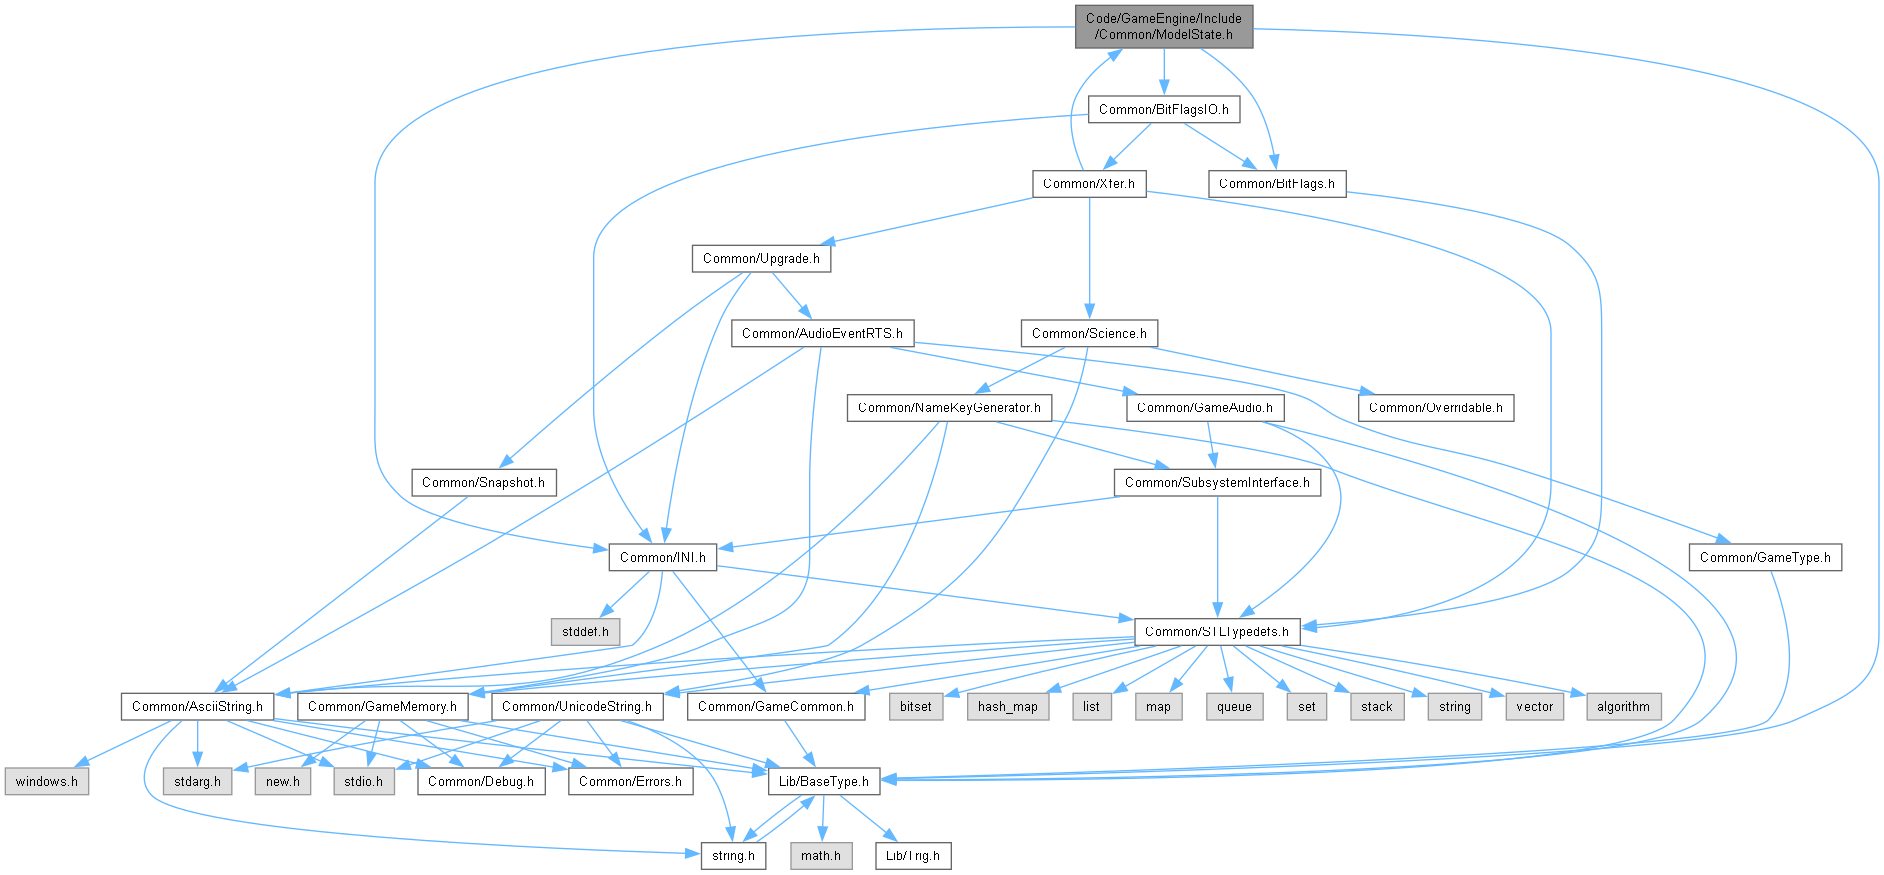 Code/GameEngine/Include
/Common/ModelState.h
Common/BitFlagsIO.h
Common/Xfer.h
Common/BitFlags.h
Common/Upgrade.h
Common/AudioEventRTS.h
Common/Science.h
Common/NameKeyGenerator.h
Common/GameAudio.h
Common/Overridable.h
Common/Snapshot.h
Common/SubsystemInterface.h
Common/INI.h
Common/GameType.h
stddef.h
Common/STLTypedefs.h
Common/AsciiString.h
Common/GameMemory.h
Common/UnicodeString.h
Common/GameCommon.h
bitset
hash_map
list
map
queue
set
stack
string
vector
algorithm
windows.h
stdarg.h
new.h
stdio.h
Common/Debug.h
Common/Errors.h
Lib/BaseType.h
string.h
math.h
Lib/Trig.h